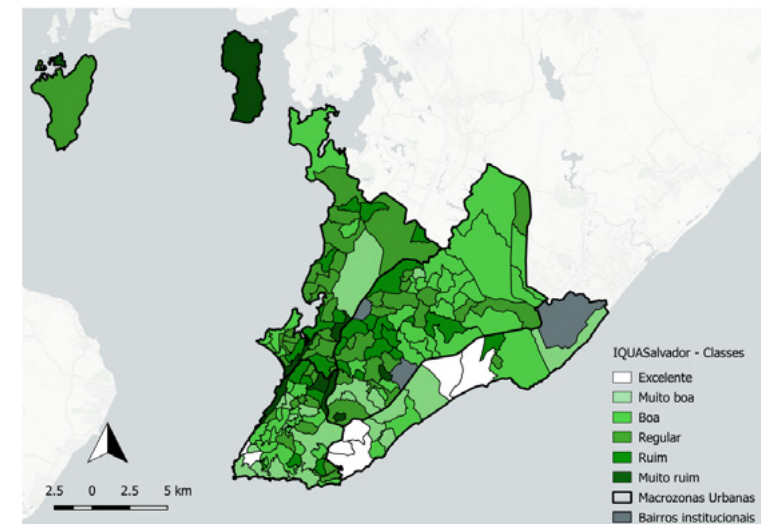 IQUASalvador - Classes
Excelente
Muito boa
Boa
Regular
Ruim
Muito ruim
Macrozonas Urbanas
Bairros institucionais
2.5 0 2.5 5 km